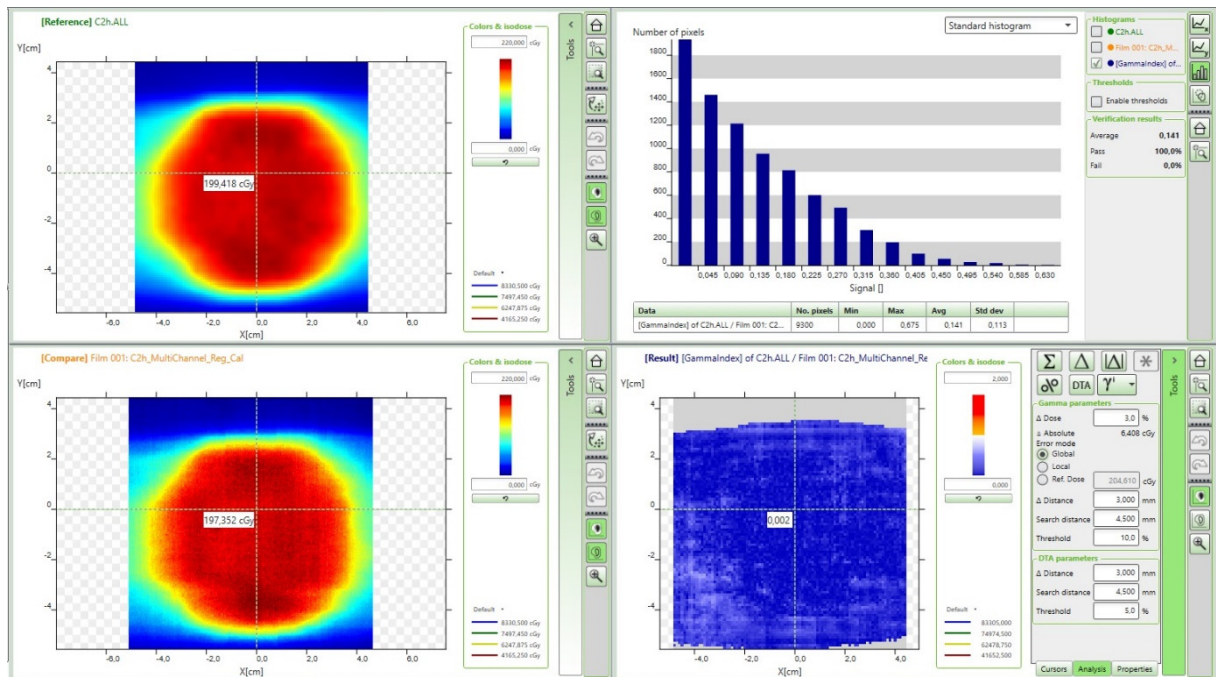 [Reference] C2h.ALL
Y[cm]
4
2
0
-2
-4
199,418 cGy
-6,0 -4,0 -2,0 0,0 2,0 4,0 6,0
X[cm]
Colors & isodose
220,000 cGy
0,000 cGy
Default
8330,500 cGy
7497,450 cGy
6247,875 cGy
4165,250 cGy
Tools
Standard histogram
Number of pixels
1800
1600
1400
1200
1000
800
600
400
200
0,045 0,090 0,135 0,180 0,225 0,270 0,315 0,360 0,405 0,450 0,495 0,540 0,585 0,630
Signal []
Data No. pixels Min Max Avg Std dev
[GammaIndex] of C2h.ALL / Film 001: C2... 9300 0,000 0,675 0,141 0,113
Histograms
C2h.ALL
Film 001: C2h_M...
[GammaIndex] of...
Thresholds
Enable thresholds
Verification results
Average 0,141
Pass 100,0%
Fail 0,0%
[Compare] Film 001: C2h_MultiChannel_Reg_Cal
Y[cm]
4
2
0
-2
-4
197,352 cGy
-6,0 -4,0 -2,0 0,0 2,0 4,0 6,0
X[cm]
Colors & isodose
220,000 cGy
0,000 cGy
Default
8330,500 cGy
7497,450 cGy
6247,875 cGy
4165,250 cGy
Tools
[Result] [GammaIndex] of C2h.ALL / Film 001: C2h_MultiChannel_Re
Y[cm]
4
2
0
-2
-4
0,002
-4,0 -2,0 0,0 2,0 4,0
X[cm]
Colors & isodose
2,000
0,000
Default
83305,000
74974,500
62478,750
41652,500
Σ Δ |Δ| *
DTA γⁱ
Gamma parameters
Δ Dose 3,0 %
≙ Absolute 6,408 cGy
Error mode
Global
Local
Ref. Dose 204,610 cGy
Δ Distance 3,000 mm
Search distance 4,500 mm
Threshold 10,0 %
DTA parameters
Δ Distance 3,000 mm
Search distance 4,500 mm
Threshold 5,0 %
Cursors Analysis Properties
Tools